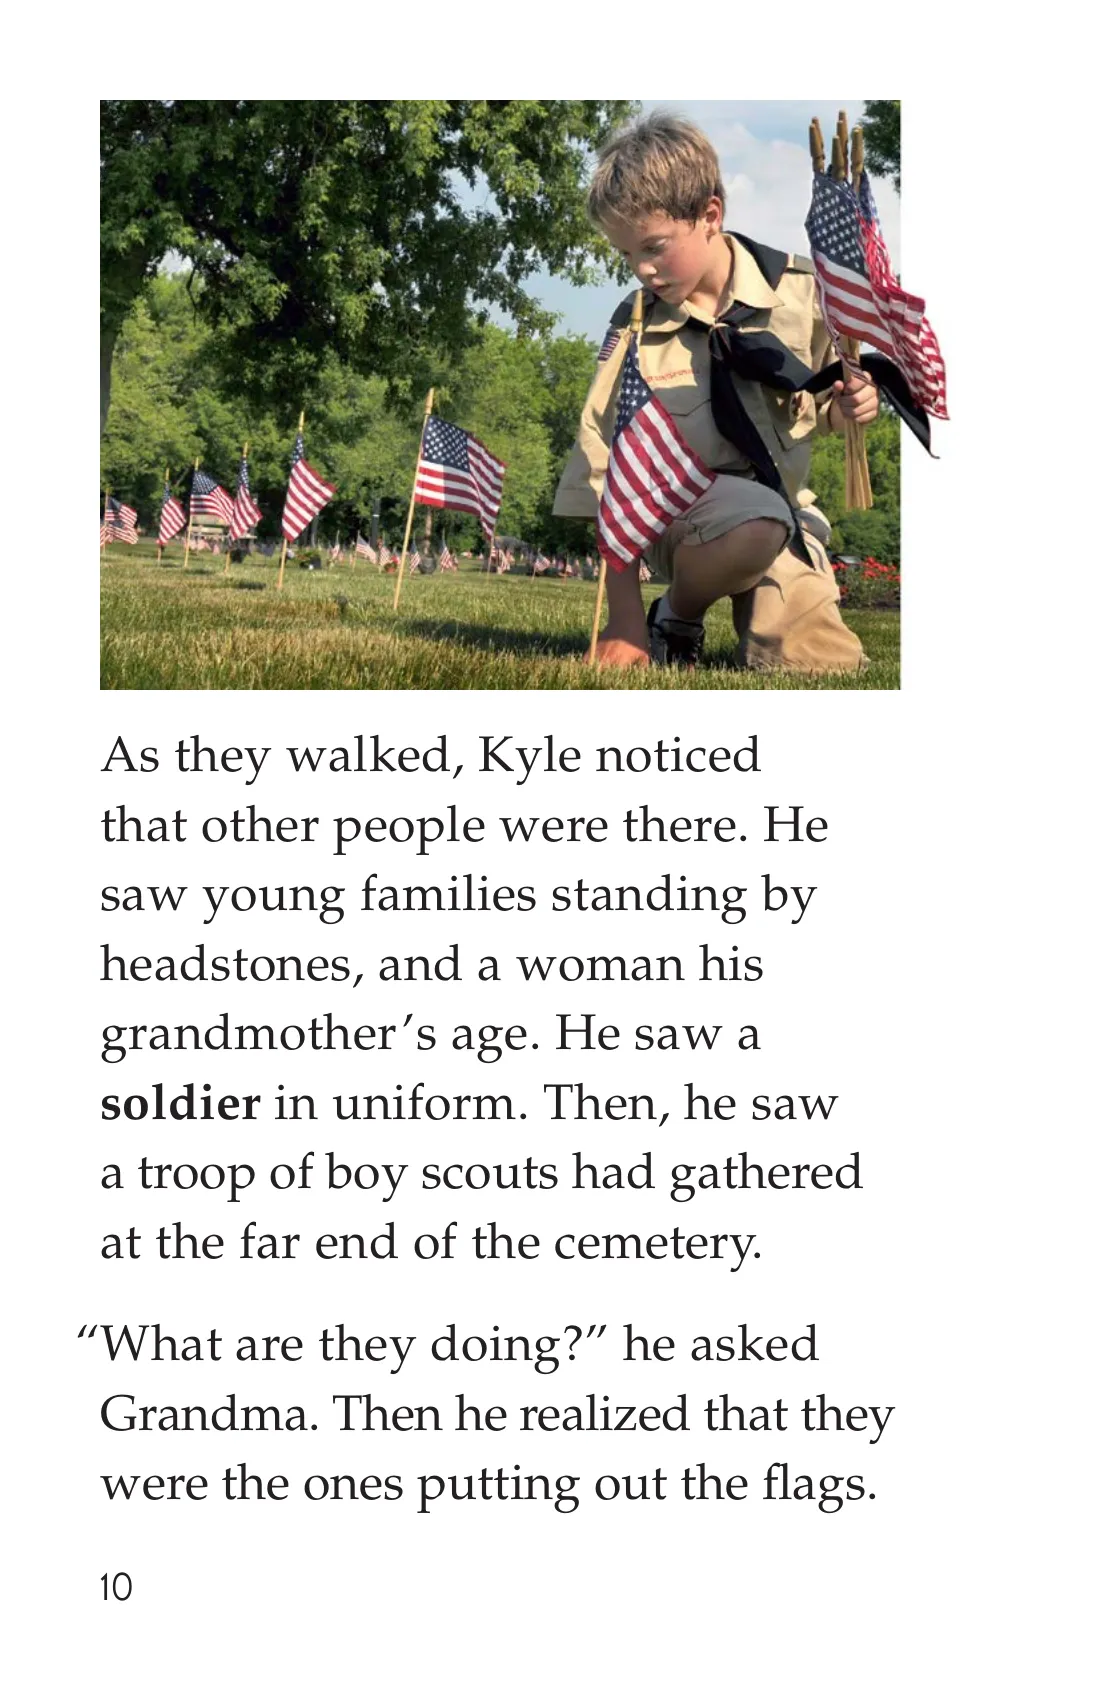 As they walked, Kyle noticed
that other people were there. He
saw young families standing by
headstones, and a woman his
grandmother’s age. He saw a
soldier in uniform. Then, he saw
a troop of boy scouts had gathered
at the far end of the cemetery.
“What are they doing?” he asked
Grandma. Then he realized that they
were the ones putting out the flags.
10